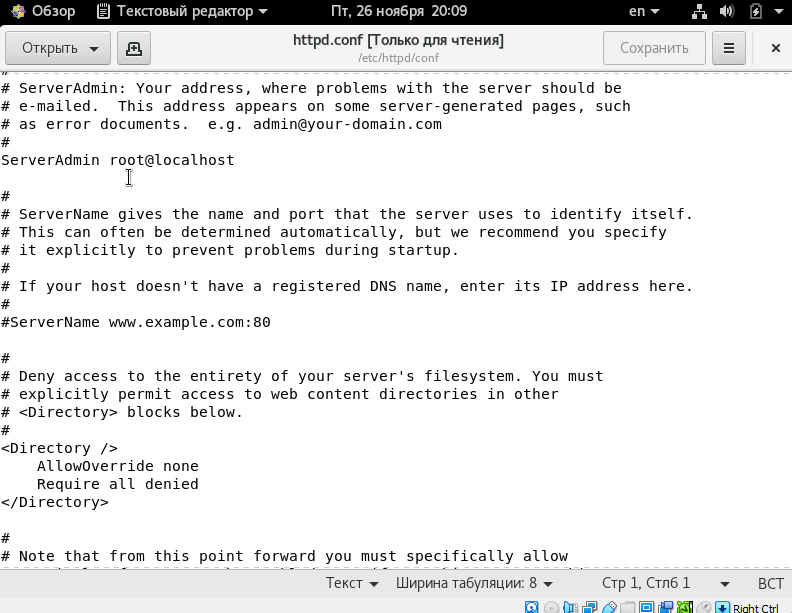 Обзор Текстовый редактор Пт, 26 ноября 20:09 en
Открыть httpd.conf [Только для чтения] Сохранить
/etc/httpd/conf
#
# ServerAdmin: Your address, where problems with the server should be
# e-mailed.  This address appears on some server-generated pages, such
# as error documents.  e.g. admin@your-domain.com
#
ServerAdmin root@localhost
#
# ServerName gives the name and port that the server uses to identify itself.
# This can often be determined automatically, but we recommend you specify
# it explicitly to prevent problems during startup.
#
# If your host doesn't have a registered DNS name, enter its IP address here.
#
#ServerName www.example.com:80
#
# Deny access to the entirety of your server's filesystem. You must
# explicitly permit access to web content directories in other
# <Directory> blocks below.
#
<Directory />
    AllowOverride none
    Require all denied
</Directory>
#
# Note that from this point forward you must specifically allow
Текст Ширина табуляции: 8 Стр 1, Стлб 1 ВСТ
Right Ctrl